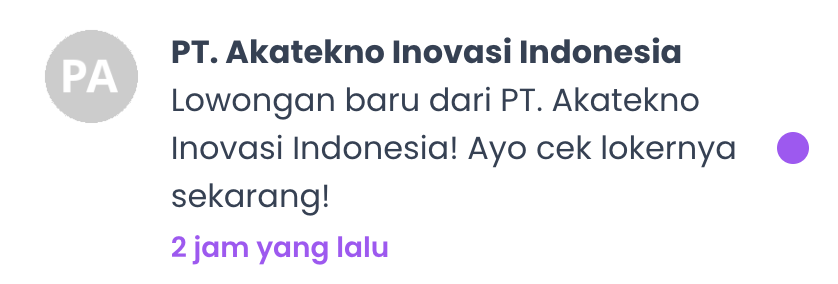 PA
PT. Akatekno Inovasi Indonesia
Lowongan baru dari PT. Akatekno
Inovasi Indonesia! Ayo cek lokernya
sekarang!
2 jam yang lalu